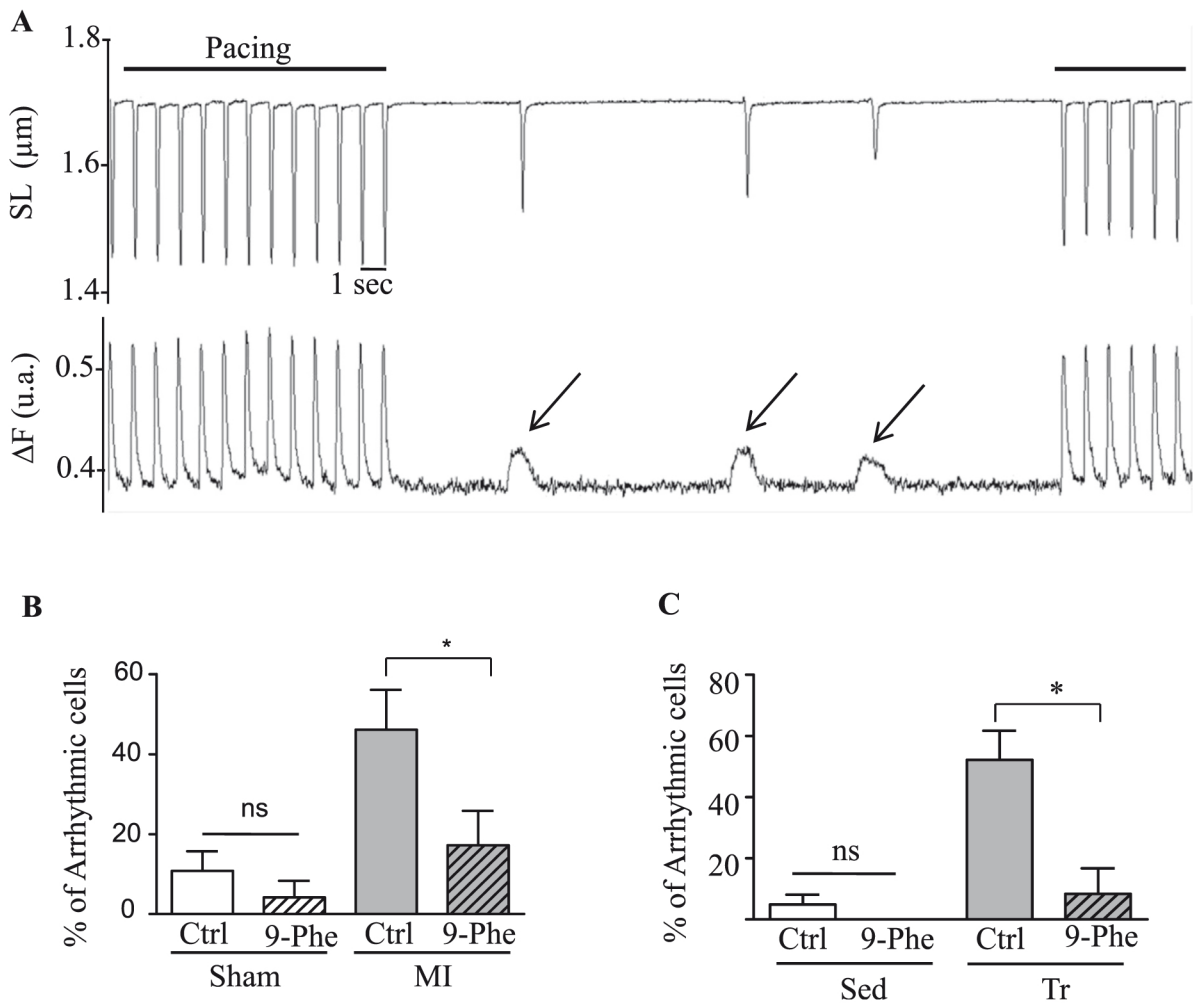 A
1.8
Pacing
SL (μm)
1.6
1 sec
1.4
0.5
ΔF (u.a.)
0.4
B
C
% of Arrhythmic cells
60
40
20
0
*
ns
Ctrl 9-Phe Ctrl 9-Phe
Sham MI
% of Arrhythmic cells
80
60
40
20
*
ns
Ctrl 9-Phe Ctrl 9-Phe
Sed Tr